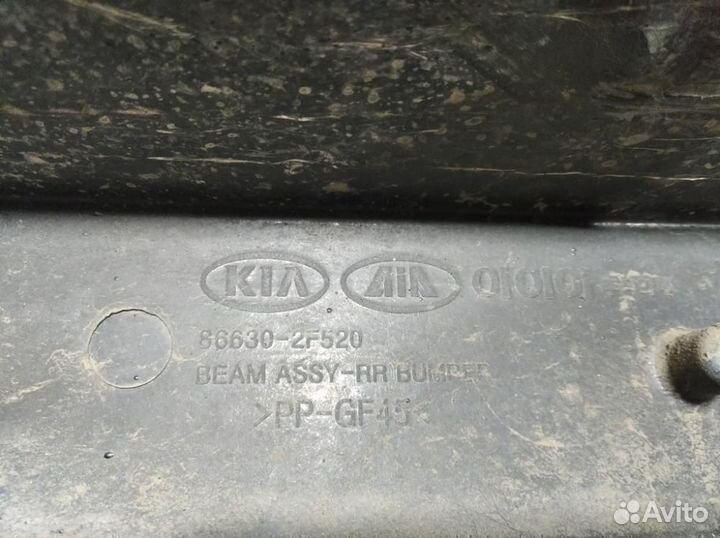 KIA
86630-2F520
BEAM ASSY-RR BUMPER
>PP-GF45<
Avito